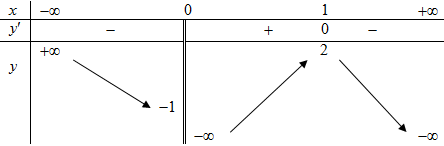 x −∞ 0 1 +∞
y′ − + 0 −
+∞ 2
y
−1
−∞ −∞